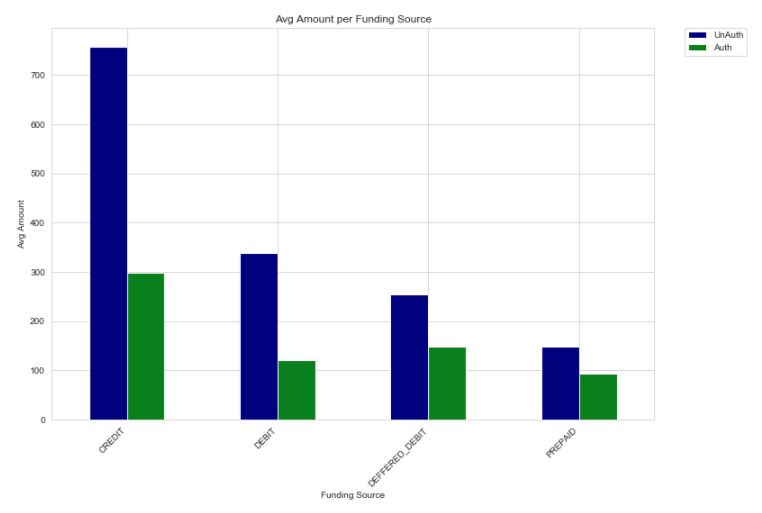 Avg Amount per Funding Source
UnAuth
Auth
700
600
500
400
300
200
100
0
Avg Amount
CREDIT
DEBIT
DEFFERED_DEBIT
PREPAID
Funding Source